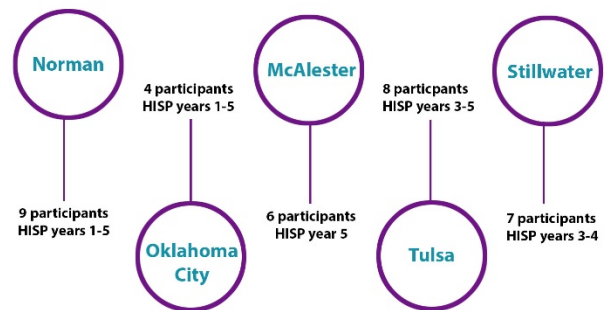 Norman
9 participants
HISP years 1-5
4 participants
HISP years 1-5
Oklahoma
City
McAlester
6 participants
HISP year 5
8 particpants
HISP years 3-5
Tulsa
Stillwater
7 participants
HISP years 3-4